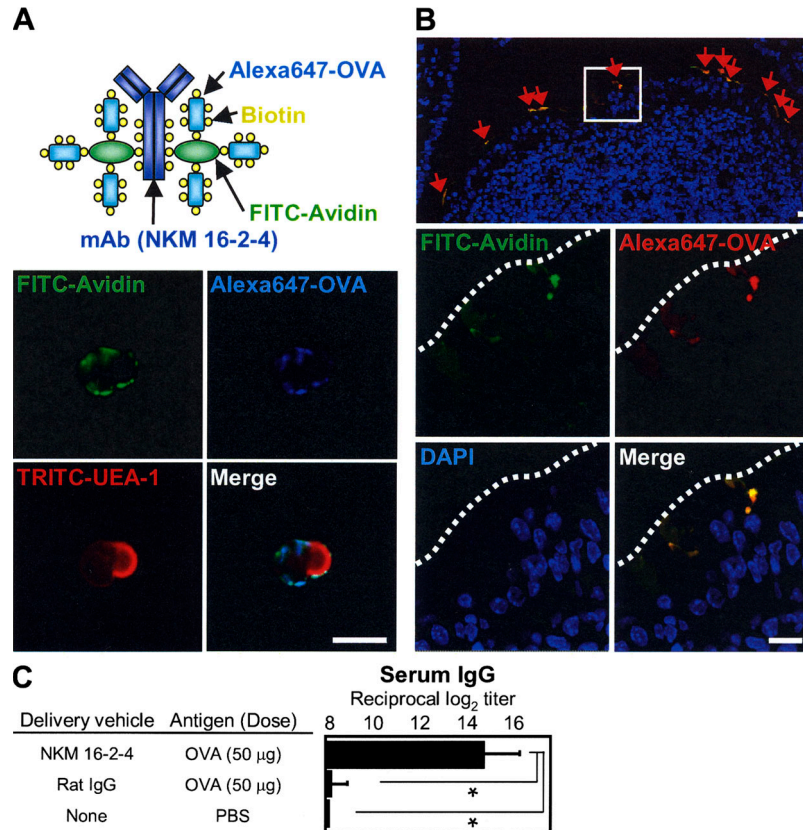 A
Alexa647-OVA
Biotin
FITC-Avidin
mAb (NKM 16-2-4)
FITC-Avidin
Alexa647-OVA
TRITC-UEA-1
Merge
B
FITC-Avidin
Alexa647-OVA
DAPI
Merge
C
Serum IgG
Reciprocal log₂ titer
Delivery vehicle Antigen (Dose) 8 10 12 14 16
NKM 16-2-4 OVA (50 μg)
Rat IgG OVA (50 μg)
*
None PBS
*